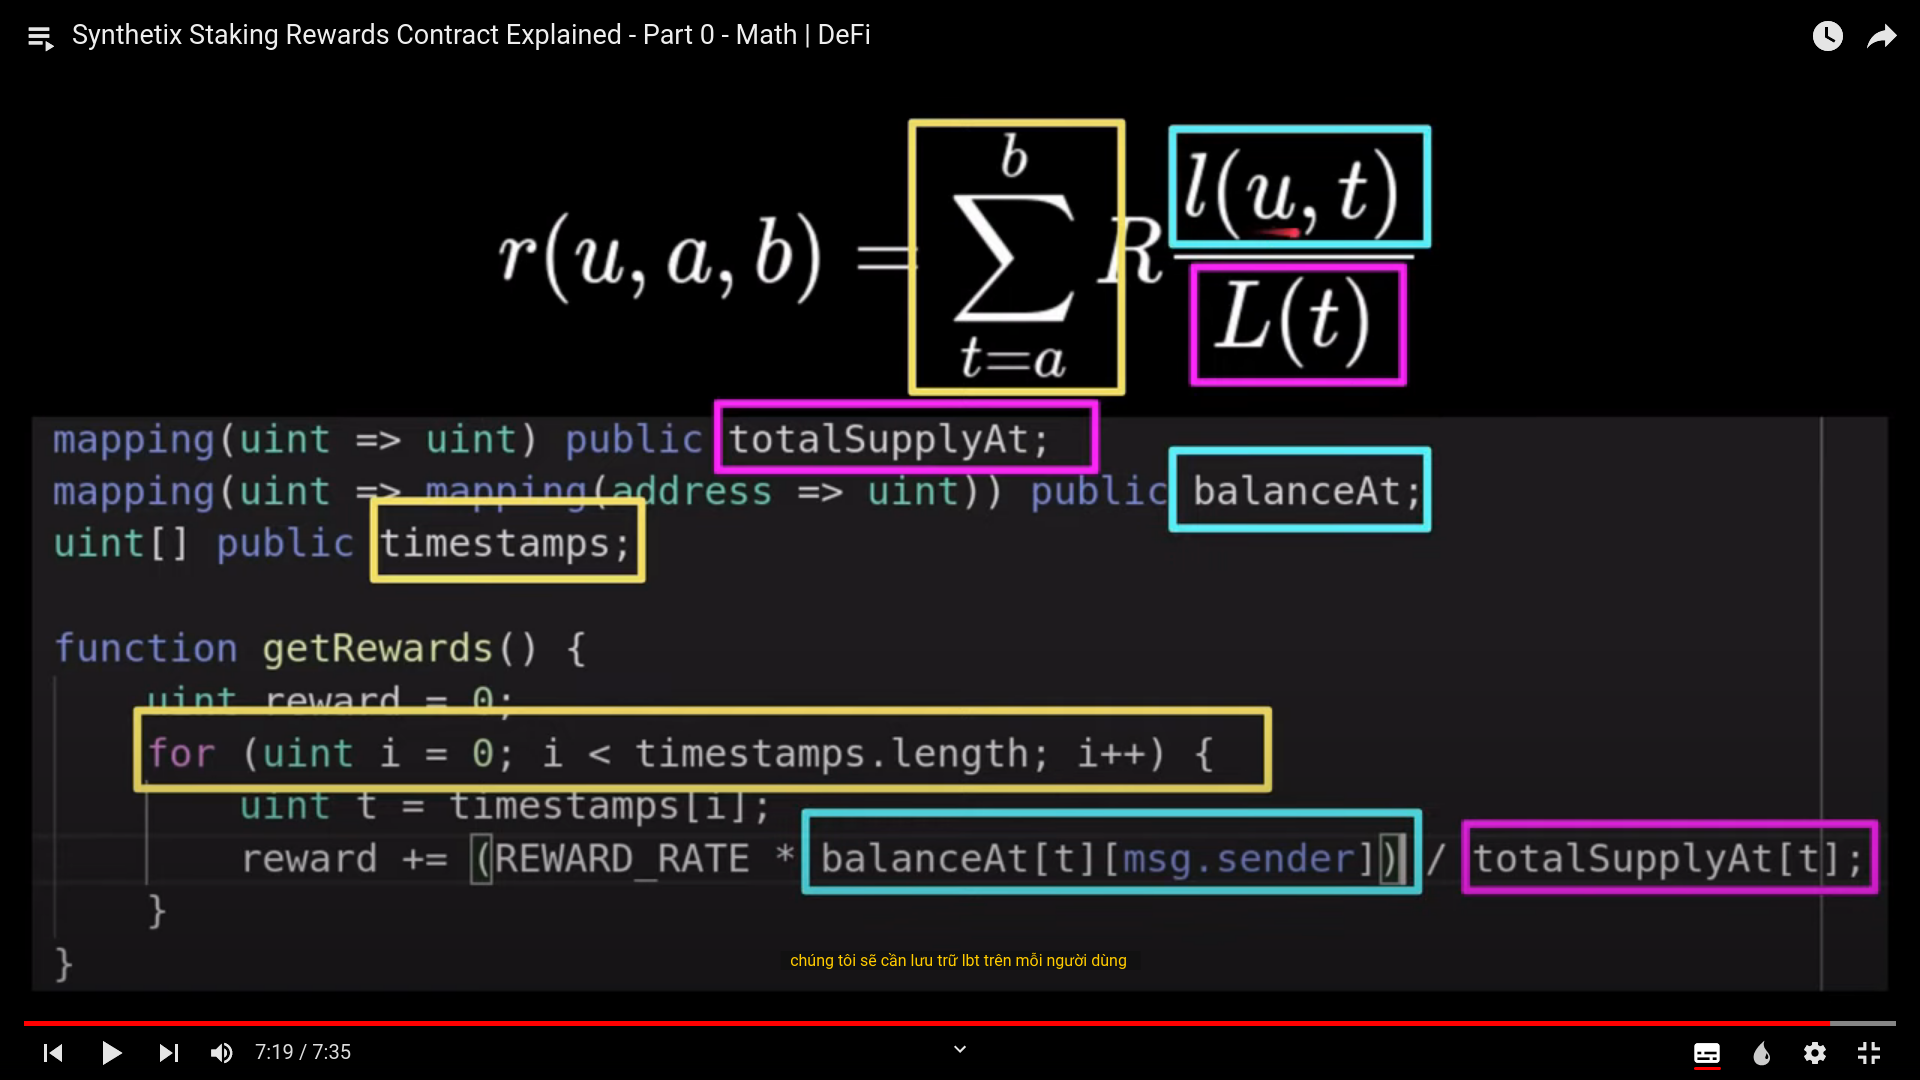 Synthetix Staking Rewards Contract Explained - Part 0 - Math | DeFi
r(u, a, b) = \sum_{t=a}^{b} R \frac{l(u, t)}{L(t)}
mapping(uint => uint) public totalSupplyAt;
mapping(uint => mapping(address => uint)) public balanceAt;
uint[] public timestamps;
function getRewards() {
uint reward = 0;
for (uint i = 0; i < timestamps.length; i++) {
uint t = timestamps[i];
reward += (REWARD_RATE * balanceAt[t][msg.sender]) / totalSupplyAt[t];
}
}
chúng tôi sẽ cần lưu trữ lbt trên mỗi người dùng
7:19 / 7:35